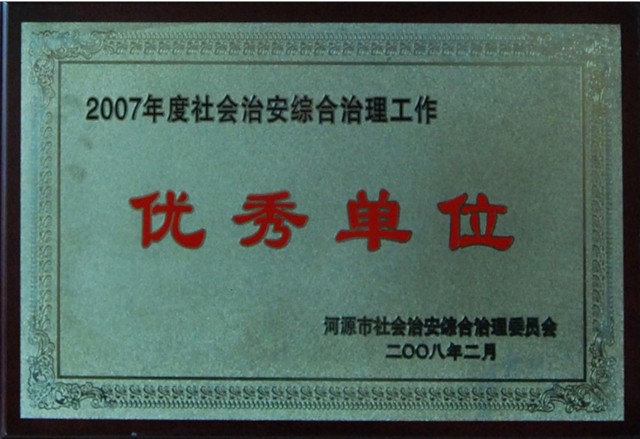 2007年度社会治安综合治理工作
优秀单位
河源市社会治安综合治理委员会
二〇〇八年二月